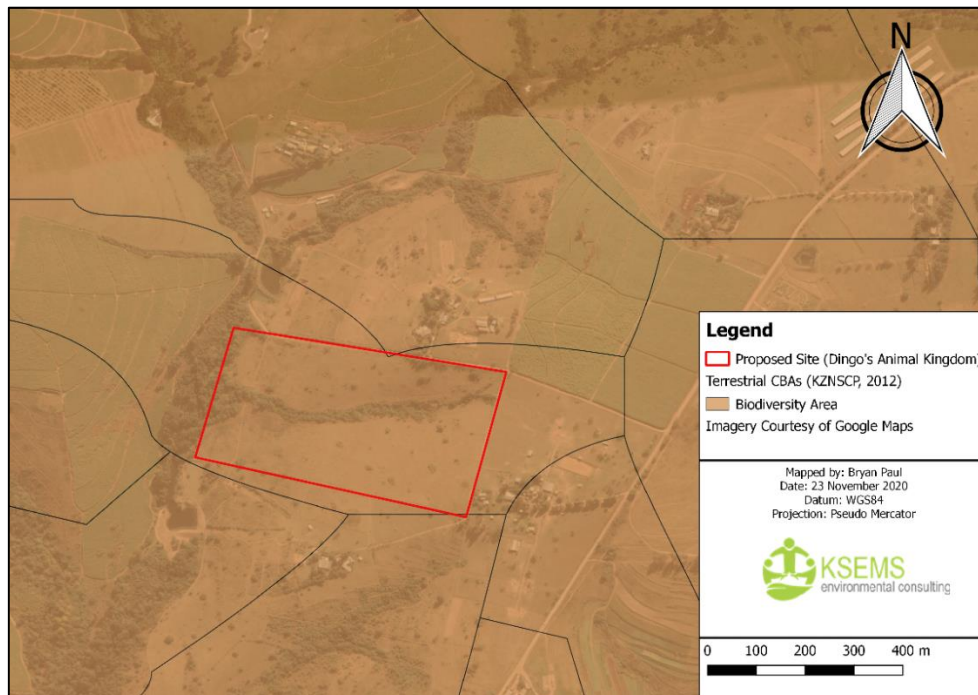 N
Legend
Proposed Site (Dingo's Animal Kingdom)
Terrestrial CBAs (KZNSCP, 2012)
Biodiversity Area
Imagery Courtesy of Google Maps
Mapped by: Bryan Paul
Date: 23 November 2020
Datum: WGS84
Projection: Pseudo Mercator
KSEMS
environmental consulting
0 100 200 300 400 m